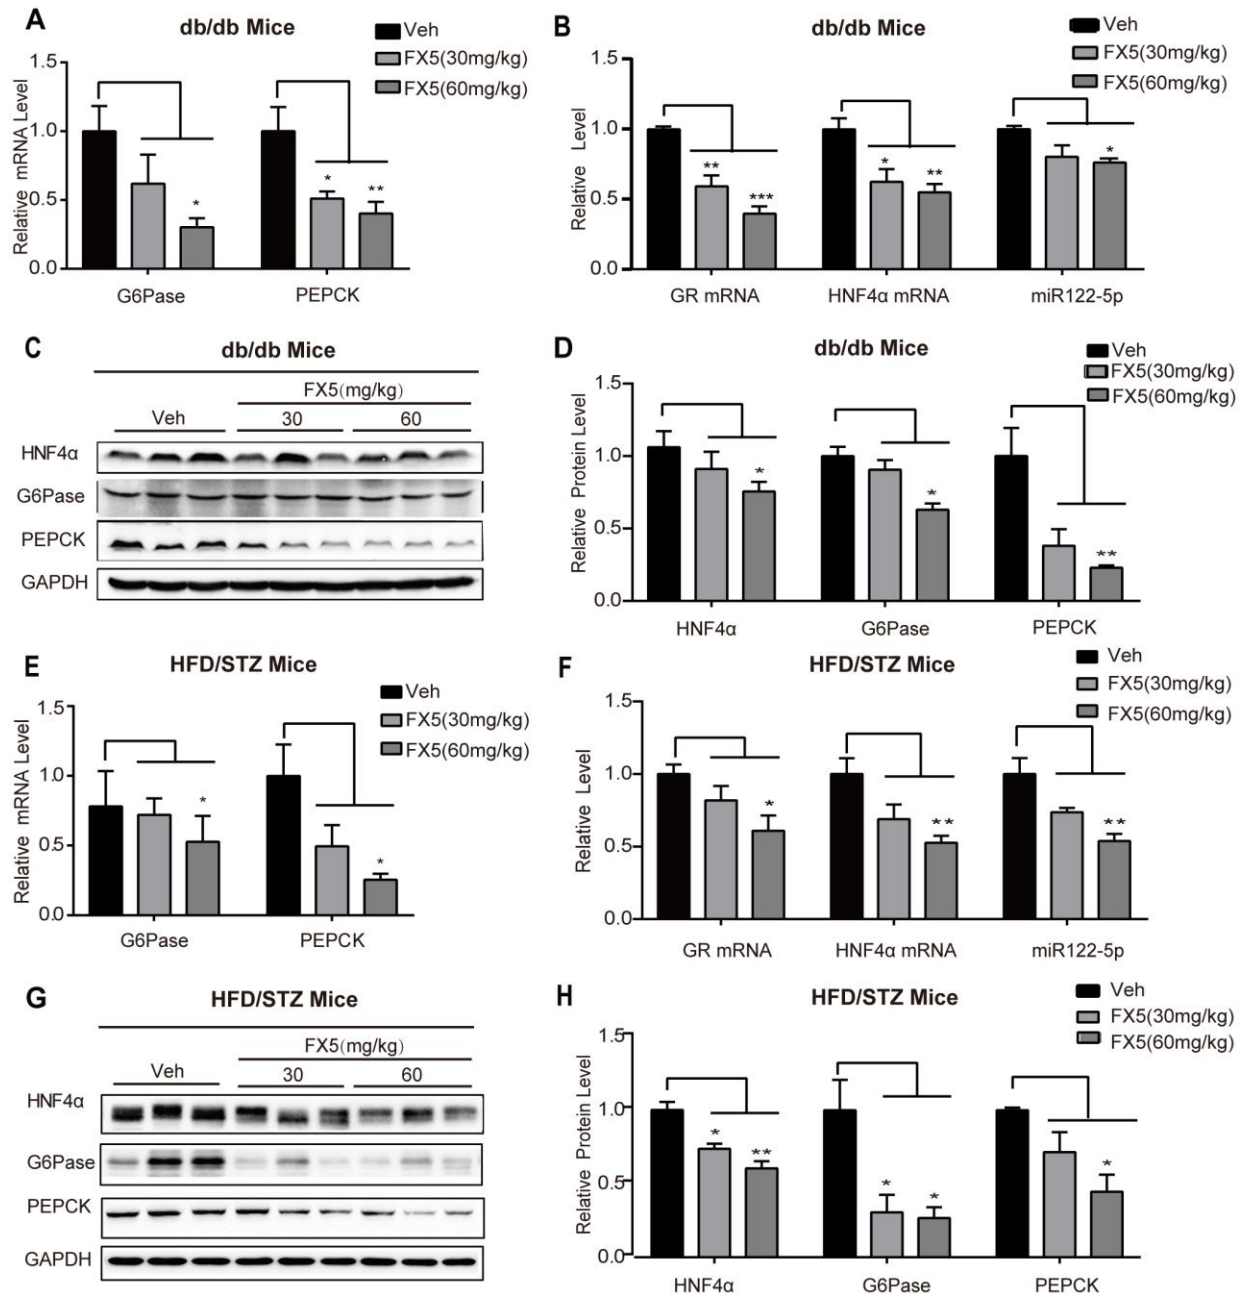 A
db/db Mice
Veh
FX5(30mg/kg)
FX5(60mg/kg)
Relative mRNA Level
1.5
1.0
0.5
0.0
*
*
**
G6Pase
PEPCK
B
db/db Mice
Veh
FX5(30mg/kg)
FX5(60mg/kg)
Relative Level
1.5
1.0
0.5
0.0
**
***
*
**
*
GR mRNA
HNF4α mRNA
miR122-5p
C
db/db Mice
FX5(mg/kg)
Veh
30
60
HNF4α
G6Pase
PEPCK
GAPDH
D
db/db Mice
Veh
FX5(30mg/kg)
FX5(60mg/kg)
Relative Protein Level
1.5
1.0
0.5
0.0
*
*
**
HNF4α
G6Pase
PEPCK
E
HFD/STZ Mice
Veh
FX5(30mg/kg)
FX5(60mg/kg)
Relative mRNA Level
1.5
1.0
0.5
0.0
*
*
G6Pase
PEPCK
F
HFD/STZ Mice
Veh
FX5(30mg/kg)
FX5(60mg/kg)
Relative Level
1.5
1.0
0.5
0.0
*
**
**
GR mRNA
HNF4α mRNA
miR122-5p
G
HFD/STZ Mice
FX5(mg/kg)
Veh
30
60
HNF4α
G6Pase
PEPCK
GAPDH
H
HFD/STZ Mice
Veh
FX5(30mg/kg)
FX5(60mg/kg)
Relative Protein Level
1.5
1.0
0.5
0.0
*
**
*
*
*
HNF4α
G6Pase
PEPCK